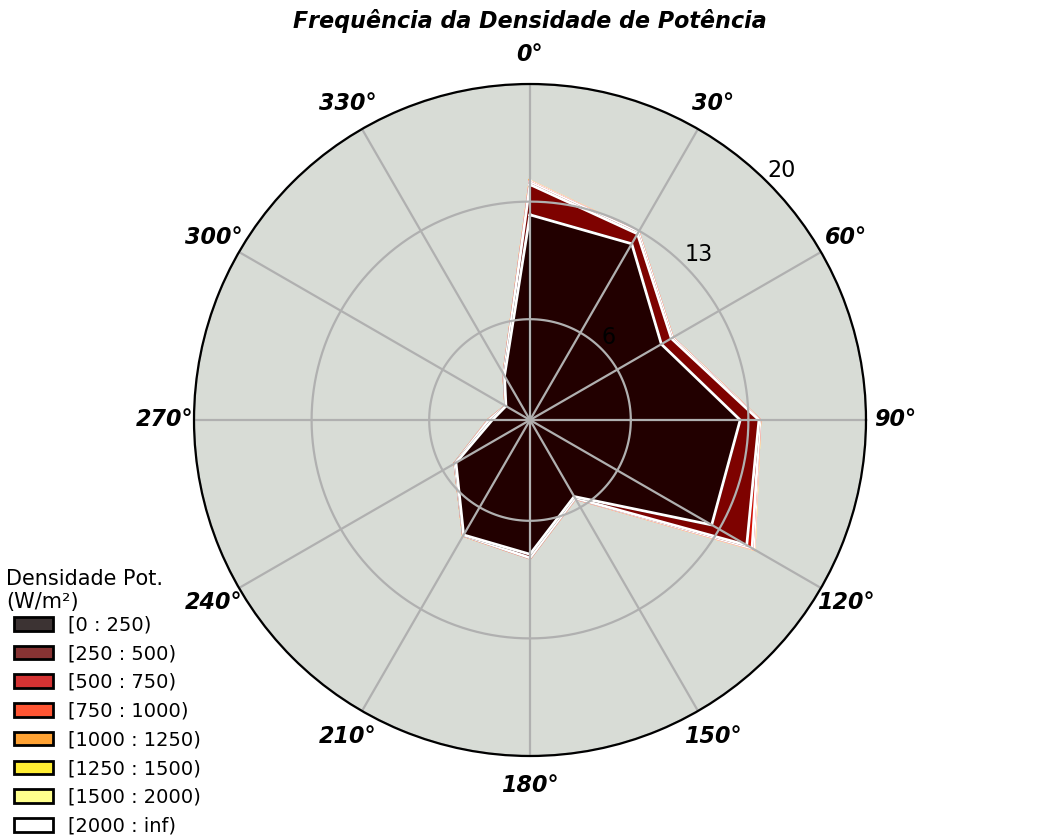 Frequência da Densidade de Potência
0°
330°
30°
20
300°
60°
13
6
270°
90°
240°
120°
210°
150°
180°
Densidade Pot.
(W/m²)
[0 : 250)
[250 : 500)
[500 : 750)
[750 : 1000)
[1000 : 1250)
[1250 : 1500)
[1500 : 2000)
[2000 : inf)